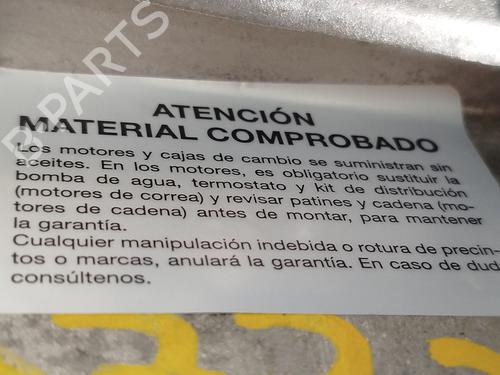 B-PARTS
ATENCIÓN
MATERIAL COMPROBADO
Los motores y cajas de cambio se suministran sin
aceites. En los motores, es obligatorio sustituir la
bomba de agua, termostato y kit de distribución
(motores de correa) y revisar patines y cadena (mo-
tores de cadena) antes de montar, para mantener
la garantía.
Cualquier manipulación indebida o rotura de precin-
tos o marcas, anulará la garantía. En caso de dud
consúltenos.